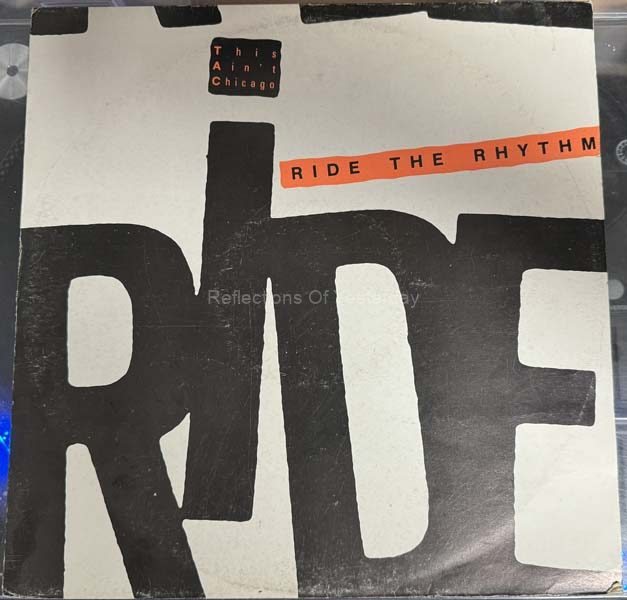 This
Ain't
Chicago
RIDE THE RHYTHM
RiDE
Reflections Of Yesterday